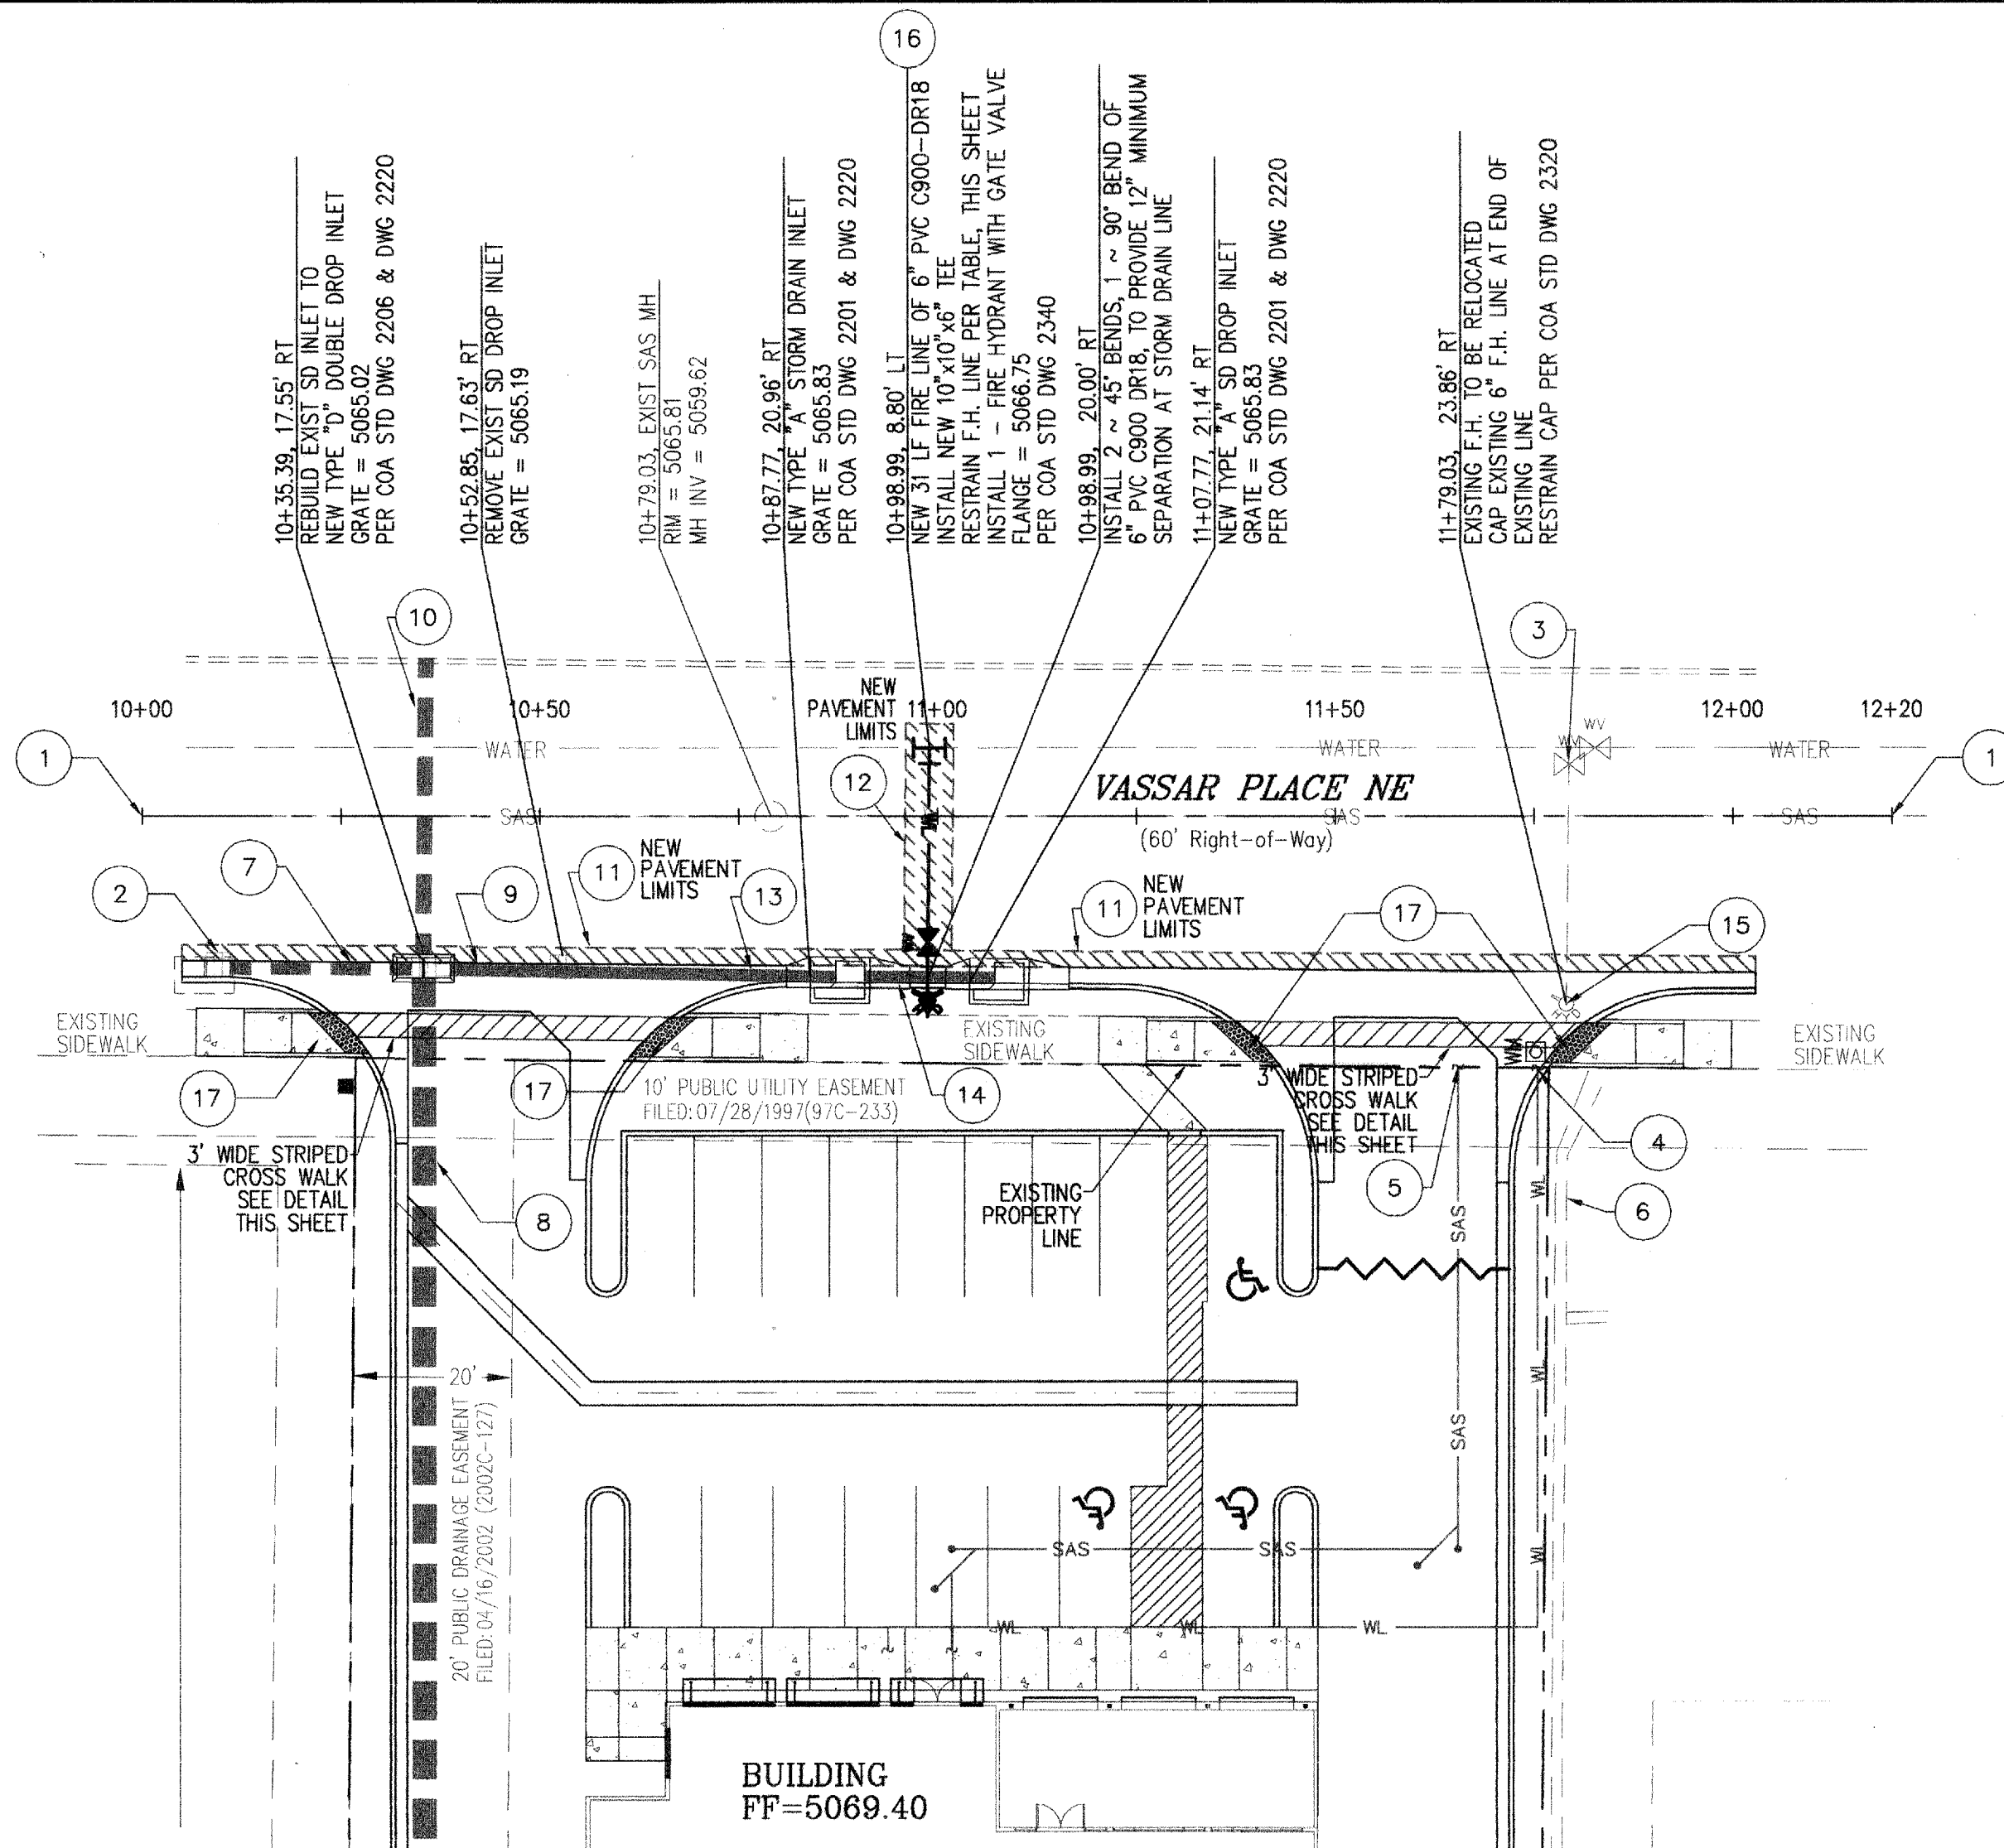 16
10+35.39, 17.55' RT
REBUILD EXIST SD INLET TO
NEW TYPE "D" DOUBLE DROP INLET
GRATE = 5065.02
PER COA STD DWG 2206 & DWG 2220
10+52.85, 17.63' RT
REMOVE EXIST SD DROP INLET
GRATE = 5065.19
10+79.03, EXIST SAS MH
RIM = 5065.81
MH INV = 5059.62
10+87.77, 20.96' RT
NEW TYPE "A" STORM DRAIN INLET
GRATE = 5065.83
PER COA STD DWG 2201 & DWG 2220
10+98.99, 8.80' LT
NEW 31 LF FIRE LINE OF 6" PVC C900-DR18
INSTALL NEW 10"x10"x6" TEE
RESTRAIN F.H. LINE PER TABLE, THIS SHEET
INSTALL 1 - FIRE HYDRANT WITH GATE VALVE
FLANGE = 5066.75
PER COA STD DWG 2340
10+98.99, 20.00' RT
INSTALL 2 ~ 45° BENDS, 1 ~ 90° BEND OF
6" PVC C900 DR18, TO PROVIDE 12" MINIMUM
SEPARATION AT STORM DRAIN LINE
11+07.77, 21.14' RT
NEW TYPE "A" SD DROP INLET
GRATE = 5065.83
PER COA STD DWG 2201 & DWG 2220
11+79.03, 23.86' RT
EXISTING F.H. TO BE RELOCATED
CAP EXISTING 6" F.H. LINE AT END OF
EXISTING LINE
RESTRAIN CAP PER COA STD DWG 2320
10
3
10+00
10+50
NEW
PAVEMENT
LIMITS
11+00
11+50
12+00
12+20
WV
WV
WATER
WATER
WATER
1
12
VASSAR PLACE NE
1
SAS
W
SAS
SAS
(60' Right-of-Way)
2
7
9
11
NEW
PAVEMENT
LIMITS
13
11
NEW
PAVEMENT
LIMITS
17
15
W
HYD
EXISTING
SIDEWALK
EXISTING
SIDEWALK
WM
EXISTING
SIDEWALK
17
17
10' PUBLIC UTILITY EASEMENT
FILED: 07/28/1997(97C-233)
14
3' WIDE STRIPED
CROSS WALK
SEE DETAIL
THIS SHEET
4
3' WIDE STRIPED
CROSS WALK
SEE DETAIL
THIS SHEET
8
EXISTING
PROPERTY
LINE
5
6
SAS
WL
20'
20' PUBLIC DRAINAGE EASEMENT
FILED: 04/16/2002 (2002C-127)
WL
SAS
SAS
SAS
WL
WL
WL
WL
BUILDING
FF=5069.40